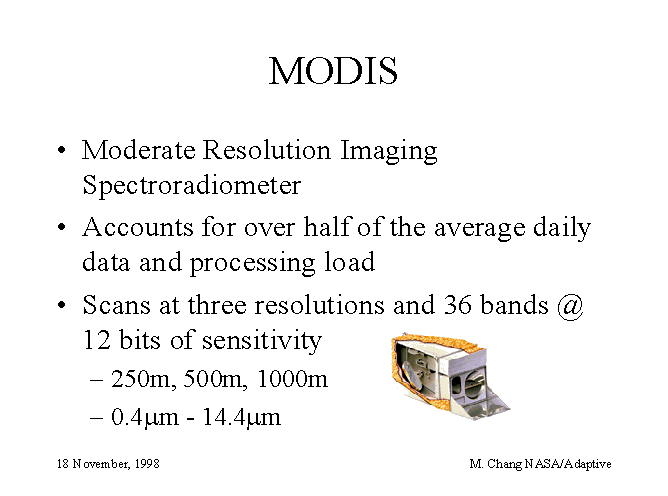 MODIS
• Moderate Resolution Imaging
Spectroradiometer
• Accounts for over half of the average daily
data and processing load
• Scans at three resolutions and 36 bands @
12 bits of sensitivity
– 250m, 500m, 1000m
– 0.4μm - 14.4μm
18 November, 1998
M. Chang NASA/Adaptive